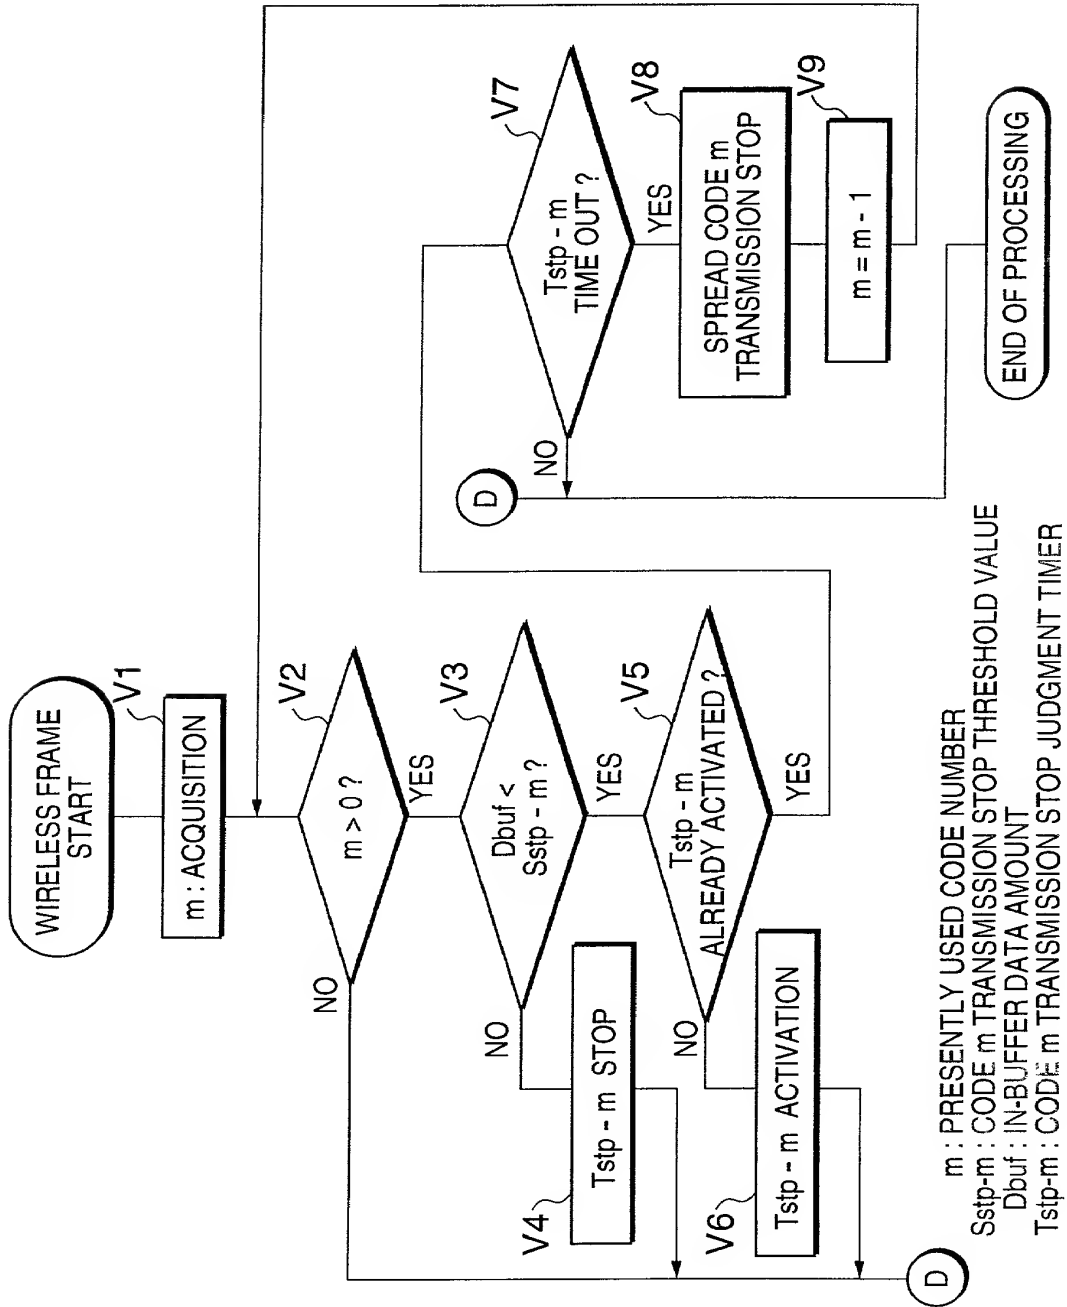 WIRELESS FRAME
START
V1
m : ACQUISITION
V2
m > 0 ?
NO
YES
V3
Dbuf <
Sstp - m ?
NO
YES
V4
Tstp - m STOP
V5
Tstp - m
ALREADY ACTIVATED ?
NO
YES
V6
Tstp - m ACTIVATION
D
V7
Tstp - m
TIME OUT ?
NO
YES
D
V8
SPREAD CODE m
TRANSMISSION STOP
V9
m = m - 1
END OF PROCESSING
m : PRESENTLY USED CODE NUMBER
Sstp-m : CODE m TRANSMISSION STOP THRESHOLD VALUE
Dbuf : IN-BUFFER DATA AMOUNT
Tstp-m : CODE m TRANSMISSION STOP JUDGMENT TIMER